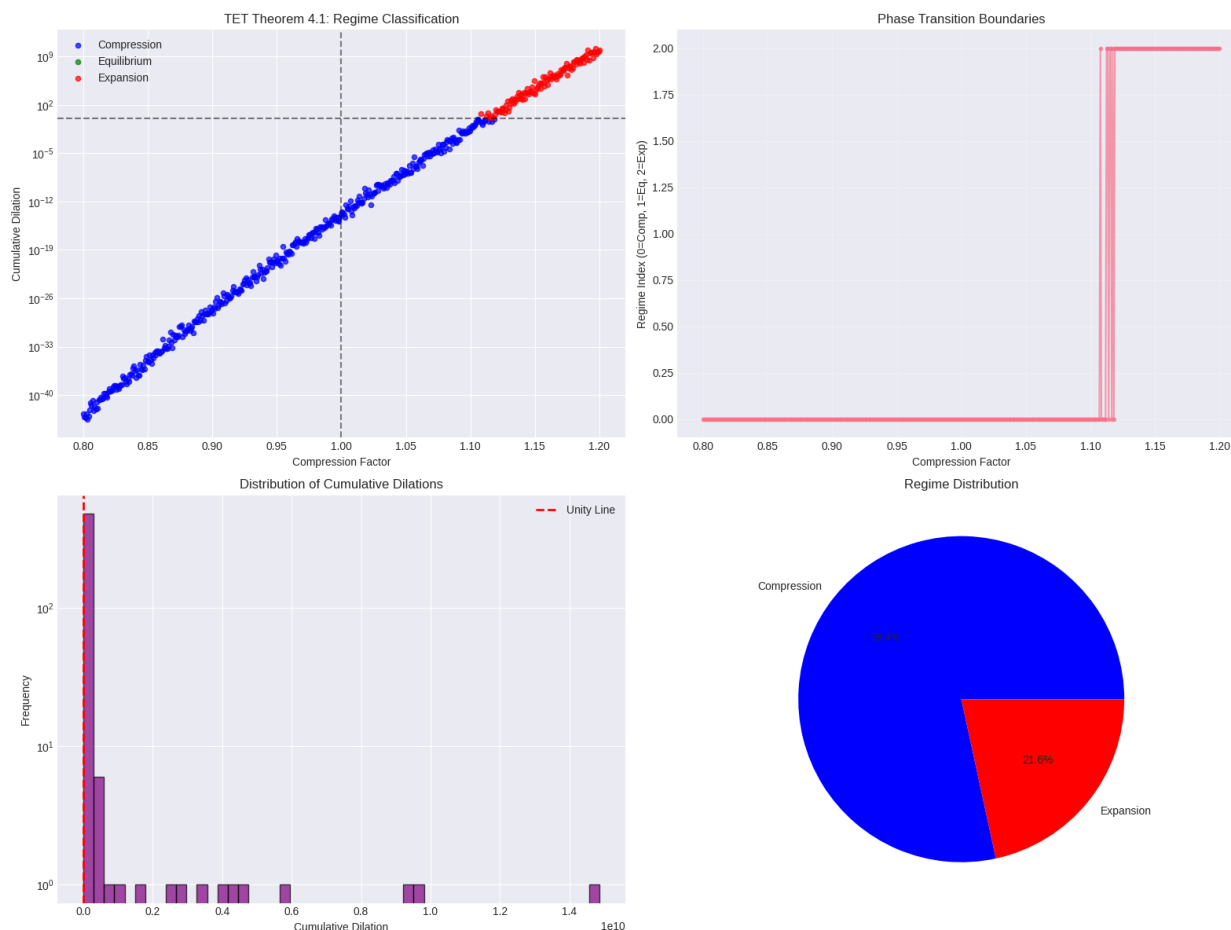 TET Theorem 4.1: Regime Classification
Compression
Equilibrium
Expansion
10^9
10^2
10^-5
10^-12
10^-19
10^-26
10^-33
10^-40
Cumulative Dilation
0.80 0.85 0.90 0.95 1.00 1.05 1.10 1.15 1.20
Compression Factor
Phase Transition Boundaries
2.00
1.75
1.50
1.25
1.00
0.75
0.50
0.25
0.00
Regime Index (0=Comp, 1=Eq, 2=Exp)
0.80 0.85 0.90 0.95 1.00 1.05 1.10 1.15 1.20
Compression Factor
Distribution of Cumulative Dilations
Unity Line
10^2
10^1
10^0
Frequency
0.0 0.2 0.4 0.6 0.8 1.0 1.2 1.4
1e10
Cumulative Dilation
Regime Distribution
Compression
21.6%
Expansion